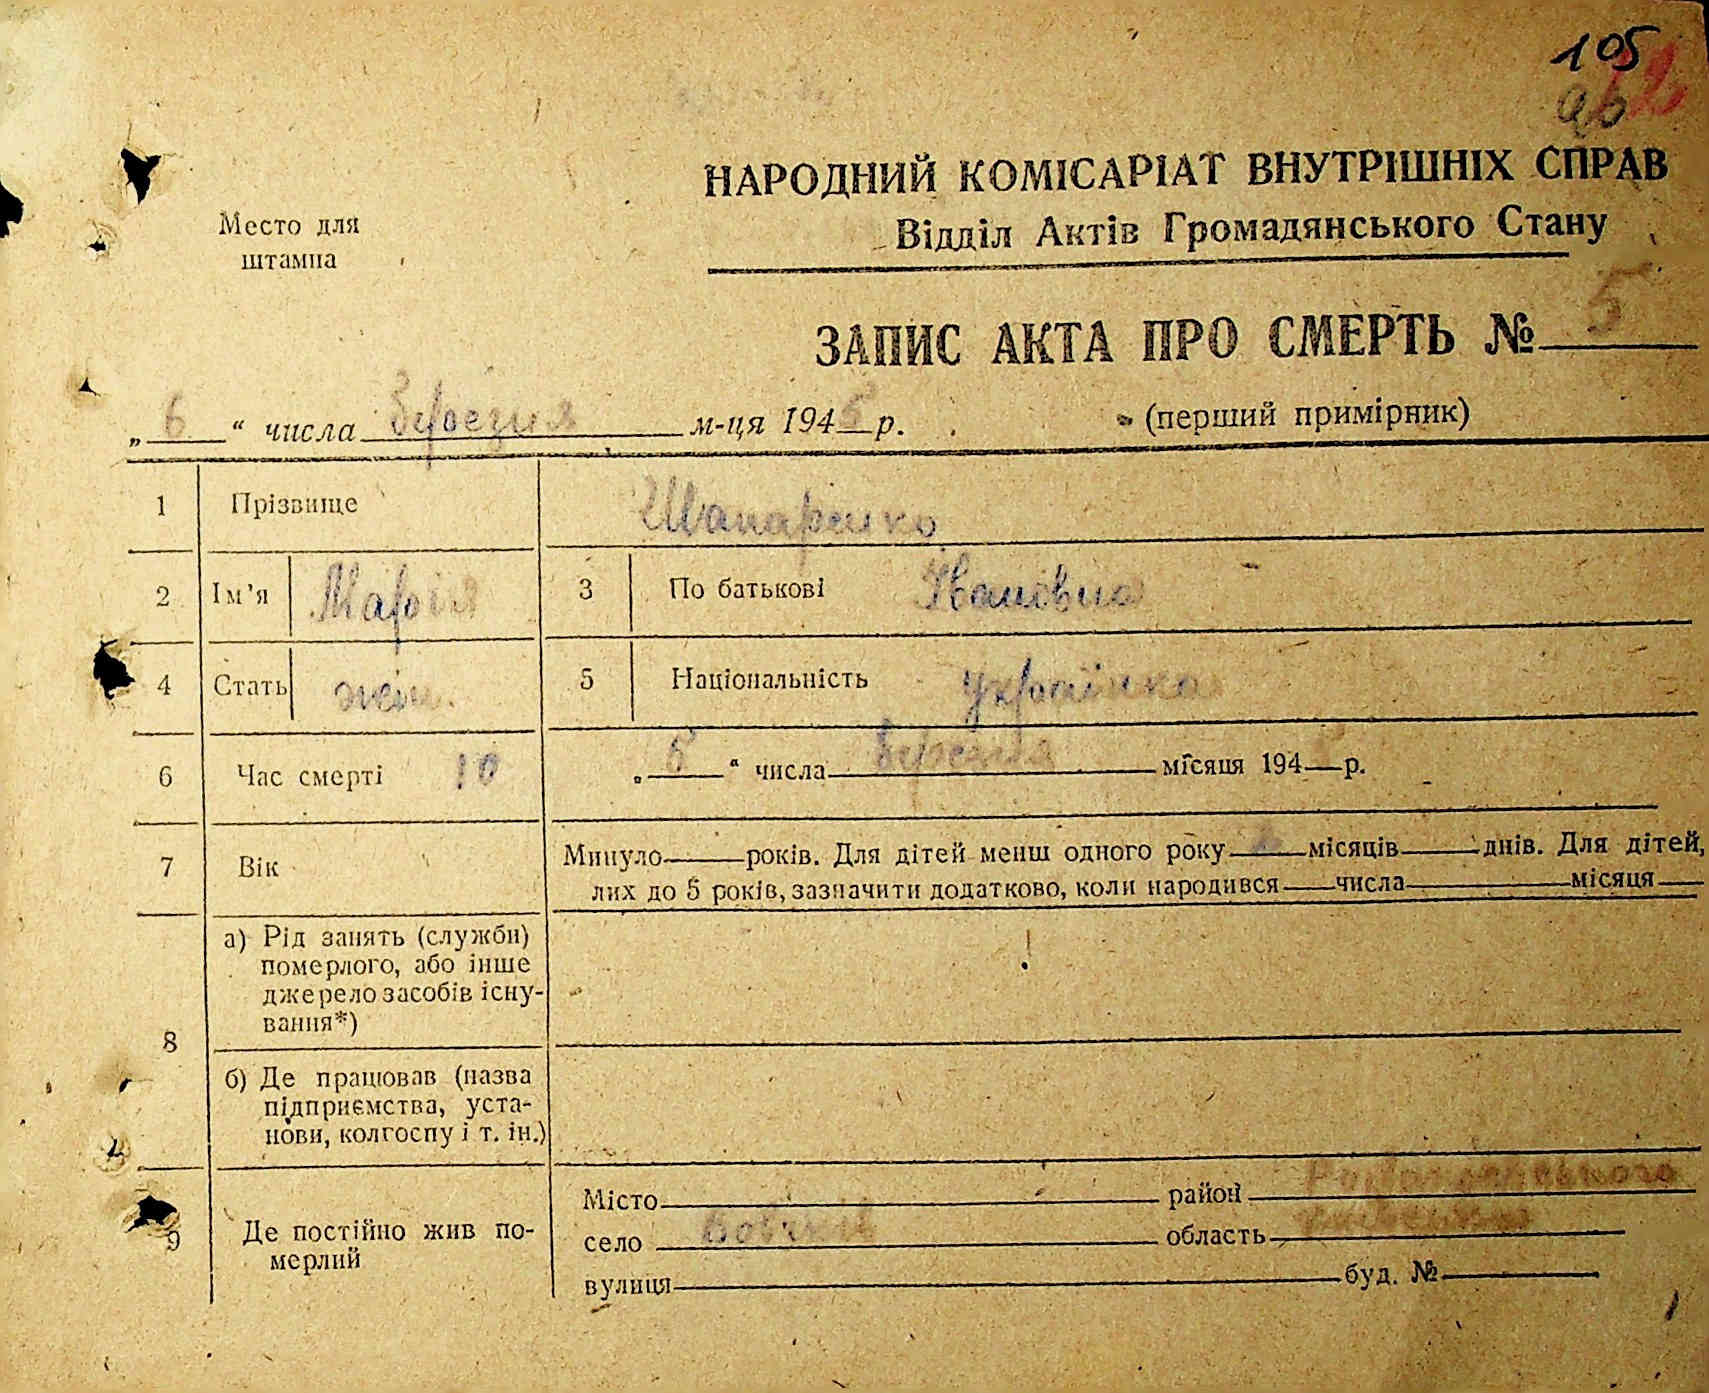 105
12
Место для
штампа
НАРОДНИЙ КОМІСАРІАТ ВНУТРІШНІХ СПРАВ
Відділ Актів Громадянського Стану
ЗАПИС АКТА ПРО СМЕРТЬ № 5
„ 6 “ числа березня м-ця 1945 р. (перший примірник)
1 Прізвище Шапаренко
2 Ім’я Марія 3 По батькові Івановна
4 Стать жін. 5 Національність українка
6 Час смерті 10 „ 6 “ числа березня місяця 194 р.
7 Вік Минуло років. Для дітей менш одного року місяців днів. Для дітей,
лих до 5 років, зазначити додатково, коли народився числа місяця
8 а) Рід занять (служби)
померлого, або інше
джерело засобів існу-
вання*)
б) Де працював (назва
підприємства, уста-
нови, колгоспу і т. ін.)
9 Де постійно жив по-
мерлий
Місто район
село область
вулиця буд. №